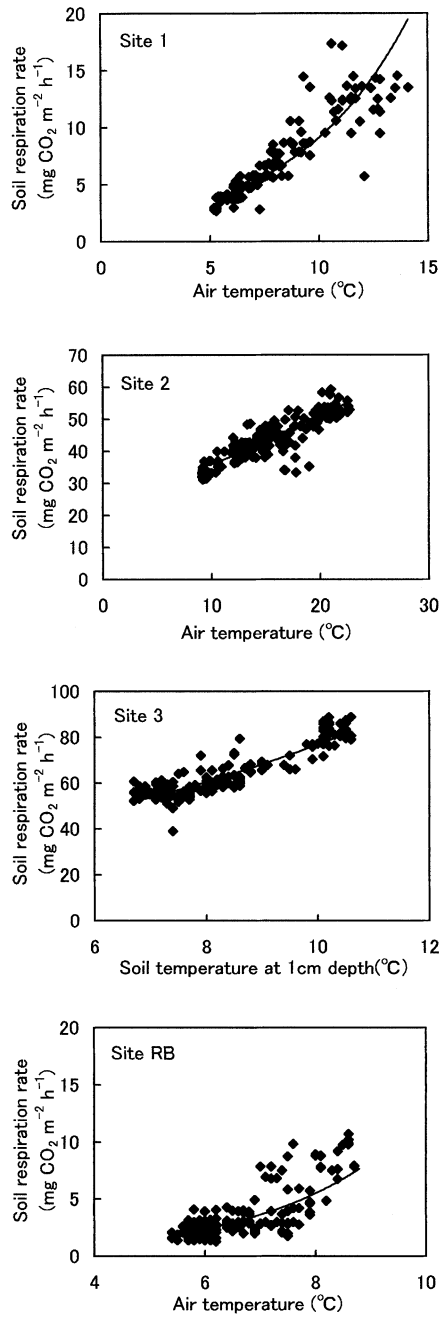 Site 1
Soil respiration rate
(mg CO₂ m⁻² h⁻¹)
20
15
10
5
0
0 5 10 15
Air temperature (℃)
Site 2
Soil respiration rate
(mg CO₂ m⁻² h⁻¹)
70
60
50
40
30
20
10
0
0 10 20 30
Air temperature (℃)
Site 3
Soil respiration rate
(mg CO₂ m⁻² h⁻¹)
100
80
60
40
20
0
6 8 10 12
Soil temperature at 1cm depth(℃)
Site RB
Soil respiration rate
(mg CO₂ m⁻² h⁻¹)
20
15
10
5
0
4 6 8 10
Air temperature (℃)